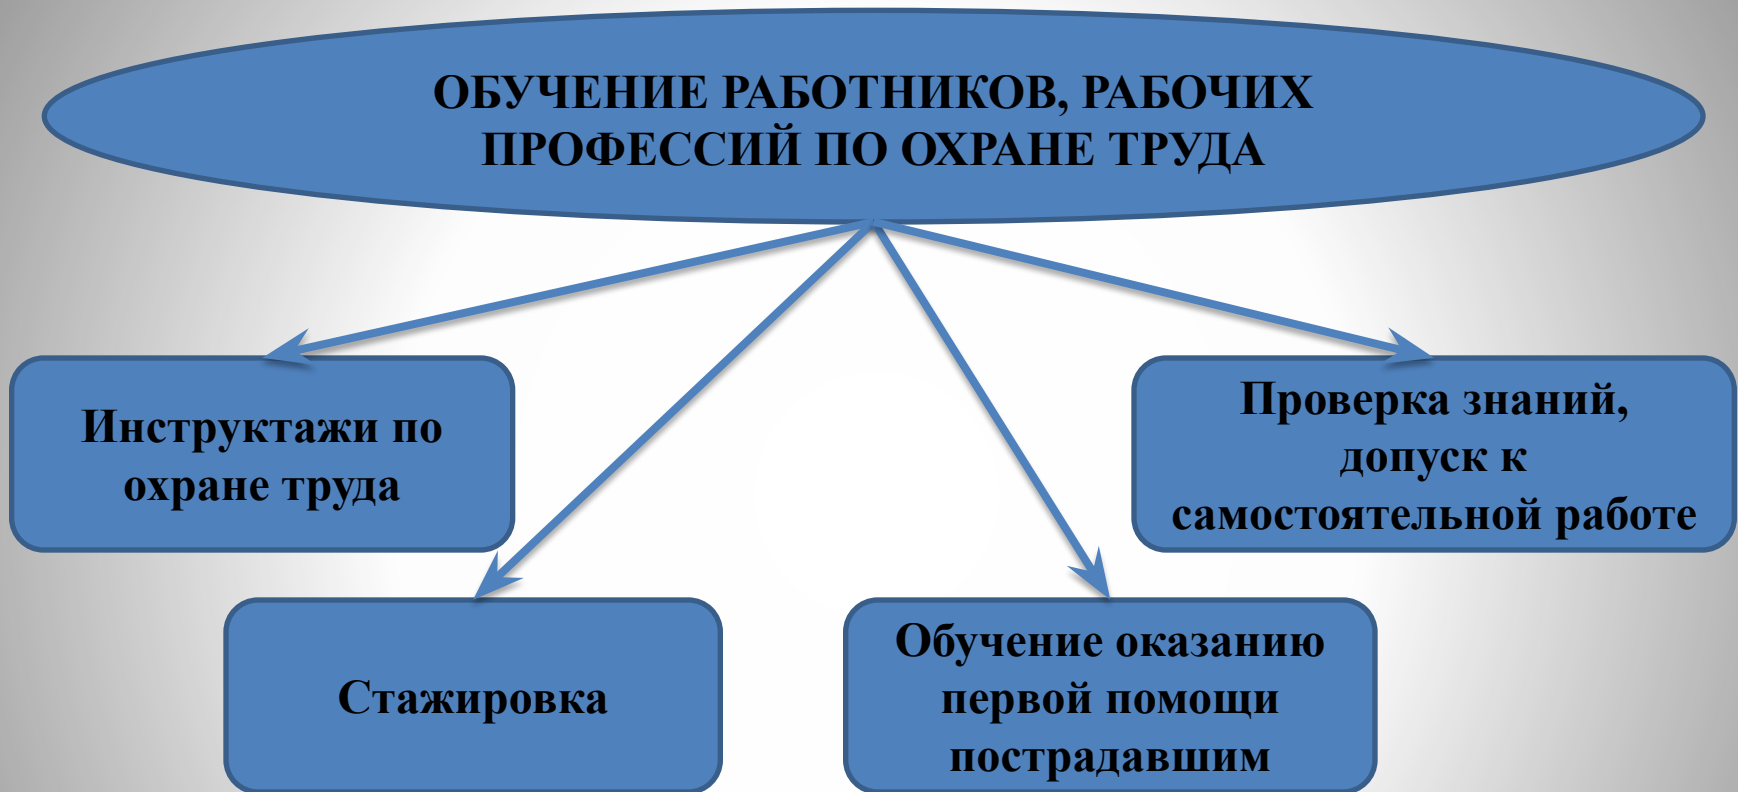 ОБУЧЕНИЕ РАБОТНИКОВ, РАБОЧИХ
ПРОФЕССИЙ ПО ОХРАНЕ ТРУДА
Инструктажи по
охране труда
Проверка знаний,
допуск к
самостоятельной работе
Стажировка
Обучение оказанию
первой помощи
пострадавшим